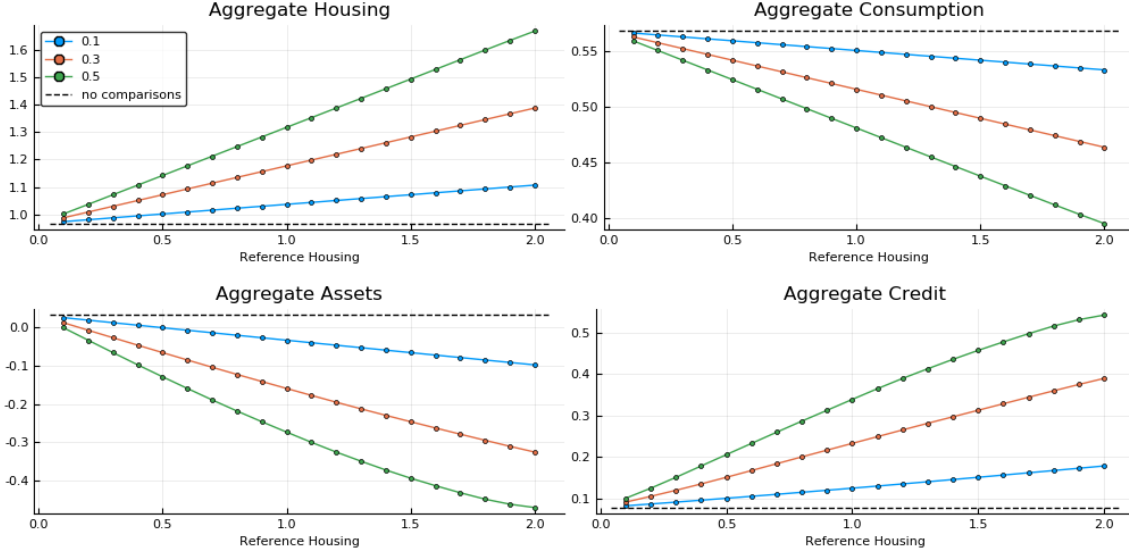 Aggregate Housing
1.6
1.5
1.4
1.3
1.2
1.1
1.0
0.1
0.3
0.5
no comparisons
0.0 0.5 1.0 1.5 2.0
Reference Housing
Aggregate Consumption
0.55
0.50
0.45
0.40
0.0 0.5 1.0 1.5 2.0
Reference Housing
Aggregate Assets
0.0
-0.1
-0.2
-0.3
-0.4
0.0 0.5 1.0 1.5 2.0
Reference Housing
Aggregate Credit
0.5
0.4
0.3
0.2
0.1
0.0 0.5 1.0 1.5 2.0
Reference Housing